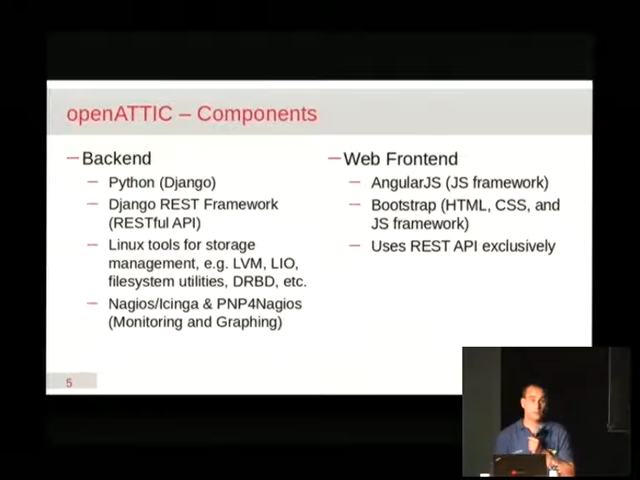 openATTIC – Components
– Backend
– Python (Django)
– Django REST Framework
(RESTful API)
– Linux tools for storage
management, e.g. LVM, LIO,
filesystem utilities, DRBD, etc.
– Nagios/Icinga & PNP4Nagios
(Monitoring and Graphing)
– Web Frontend
– AngularJS (JS framework)
– Bootstrap (HTML, CSS, and
JS framework)
– Uses REST API exclusively
5